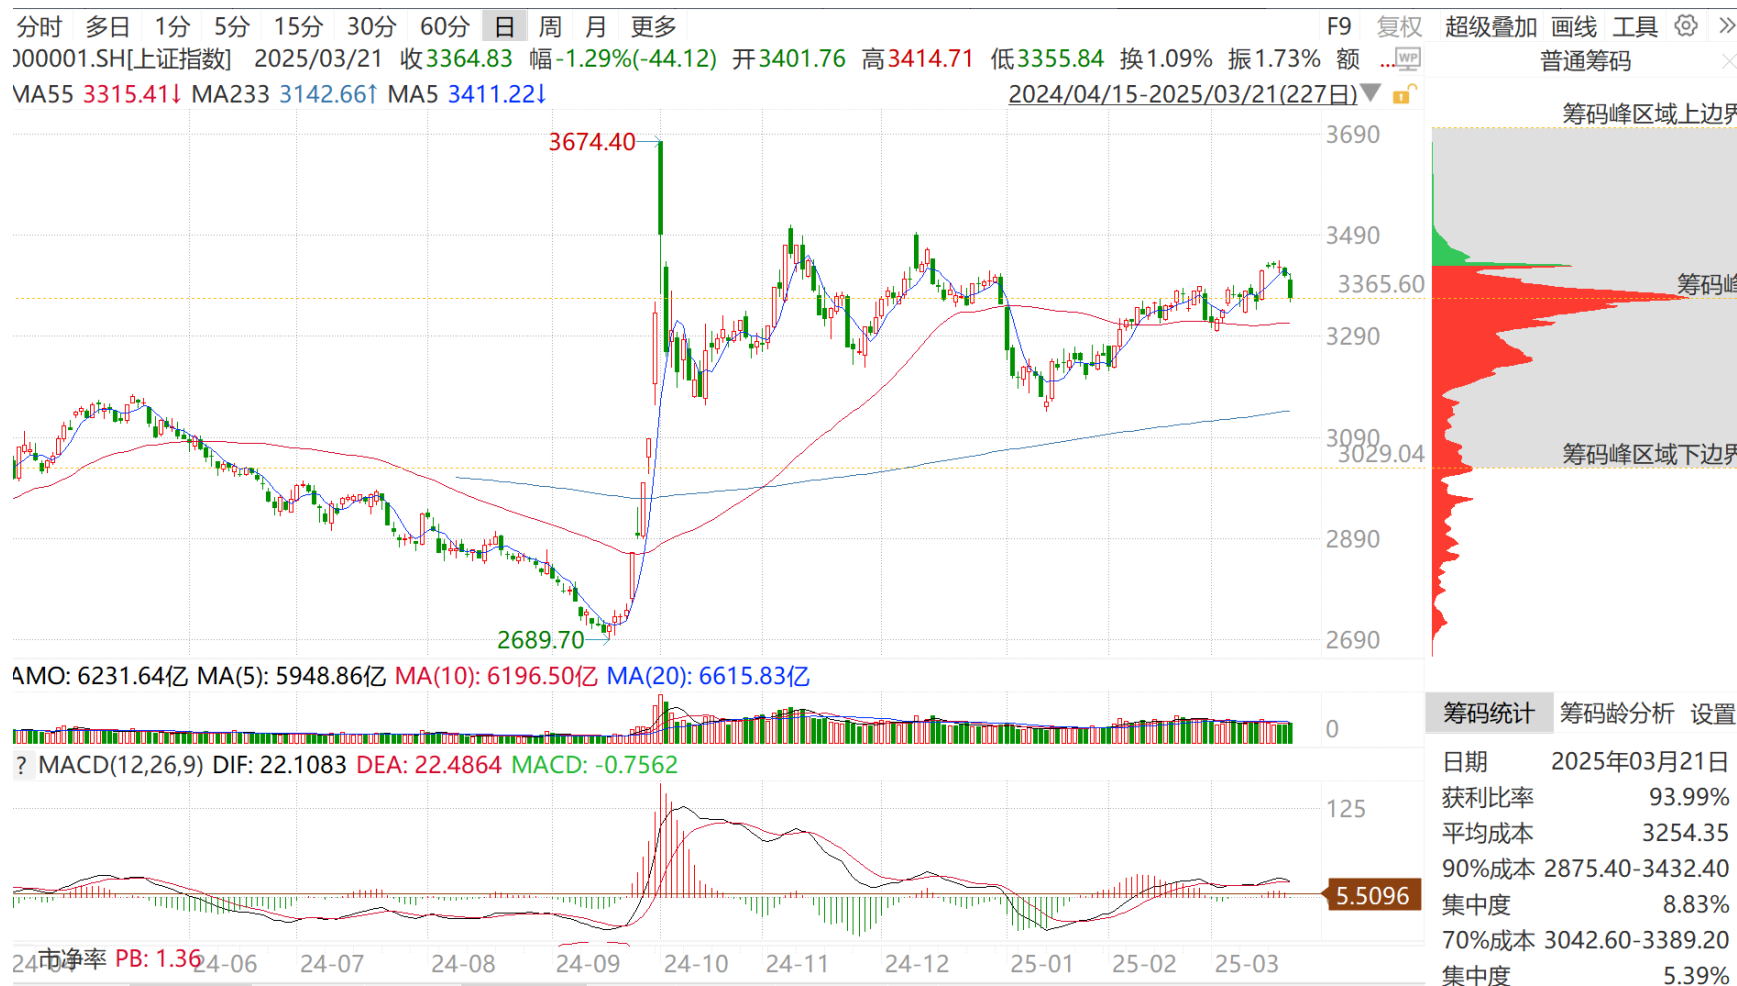 分时 多日 1分 5分 15分 30分 60分 日 周 月 更多 F9 复权 超级叠加 画线 工具
000001.SH[上证指数] 2025/03/21 收3364.83 幅-1.29%(-44.12) 开3401.76 高3414.71 低3355.84 换1.09% 振1.73% 额 ... WP 普通筹码
MA55 3315.41↓ MA233 3142.66↑ MA5 3411.22↓ 2024/04/15-2025/03/21(227日)
筹码峰区域上边界
3690
3674.40
3490
3365.60
筹码峰
3290
3090
3029.04
筹码峰区域下边界
2890
2689.70
2690
AMO: 6231.64亿 MA(5): 5948.86亿 MA(10): 6196.50亿 MA(20): 6615.83亿
0
筹码统计 筹码龄分析 设置
? MACD(12,26,9) DIF: 22.1083 DEA: 22.4864 MACD: -0.7562
125
5.5096
日期 2025年03月21日
获利比率 93.99%
平均成本 3254.35
90%成本 2875.40-3432.40
集中度 8.83%
70%成本 3042.60-3389.20
集中度 5.39%
市净率 PB: 1.36
24-04 24-06 24-07 24-08 24-09 24-10 24-11 24-12 25-01 25-02 25-03